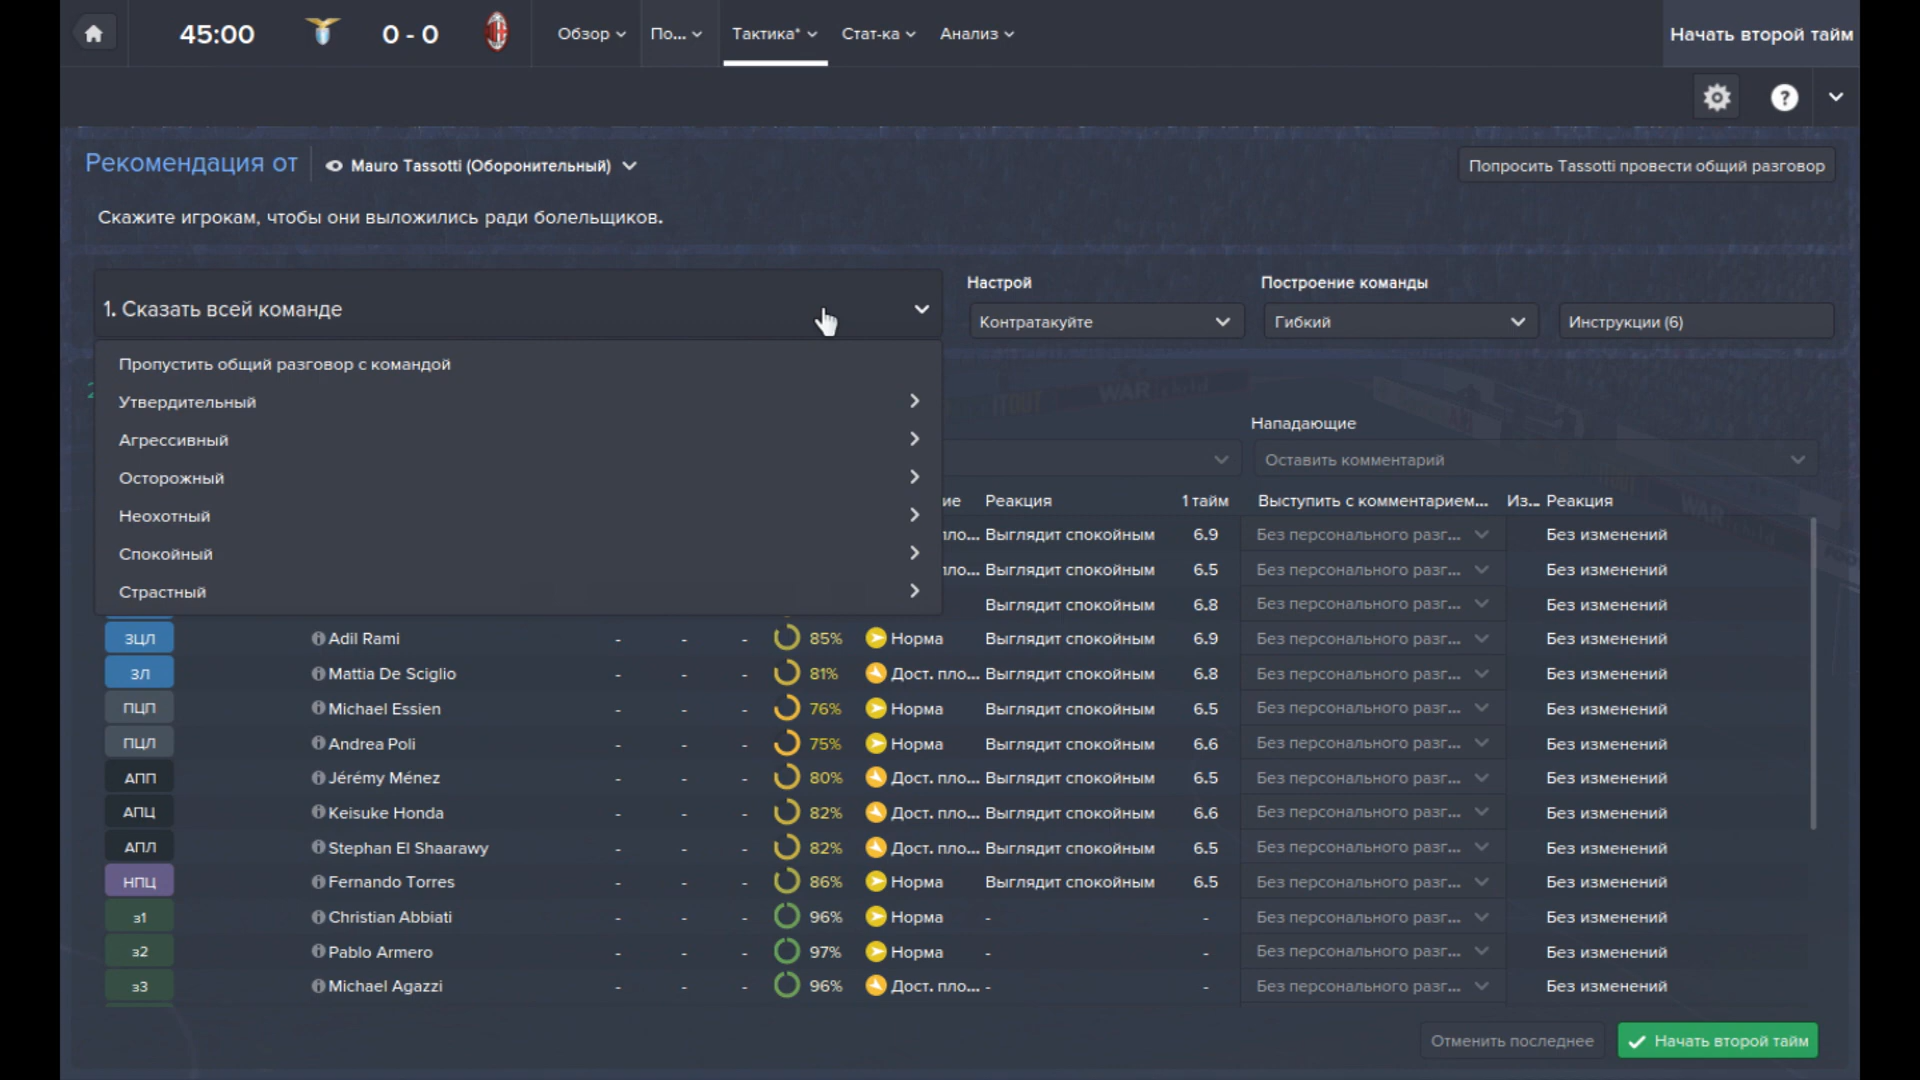 45:00 0 - 0 Обзор По... Тактика* Стат-ка Анализ Начать второй тайм
?
Рекомендация от Mauro Tassotti (Оборонительный) Попросить Tassotti провести общий разговор
Скажите игрокам, чтобы они выложились ради болельщиков.
Настрой Построение команды
1. Сказать всей команде Контратакуйте Гибкий Инструкции (6)
Пропустить общий разговор с командой
Утвердительный
Агрессивный
Осторожный
Неохотный
Спокойный
Страстный
Нападающие
Оставить комментарий
ие Реакция 1 тайм Выступить с комментарием... Из... Реакция
пло... Выглядит спокойным 6.9 Без персонального разг... Без изменений
пло... Выглядит спокойным 6.5 Без персонального разг... Без изменений
Выглядит спокойным 6.8 Без персонального разг... Без изменений
ЗЦЛ Adil Rami - - - 85% Норма Выглядит спокойным 6.9 Без персонального разг... Без изменений
ЗЛ Mattia De Sciglio - - - 81% Дост. пло... Выглядит спокойным 6.8 Без персонального разг... Без изменений
ПЦП Michael Essien - - - 76% Норма Выглядит спокойным 6.5 Без персонального разг... Без изменений
ПЦЛ Andrea Poli - - - 75% Норма Выглядит спокойным 6.6 Без персонального разг... Без изменений
АПП Jérémy Ménez - - - 80% Дост. пло... Выглядит спокойным 6.5 Без персонального разг... Без изменений
АПЦ Keisuke Honda - - - 82% Дост. пло... Выглядит спокойным 6.6 Без персонального разг... Без изменений
АПЛ Stephan El Shaarawy - - - 82% Дост. пло... Выглядит спокойным 6.5 Без персонального разг... Без изменений
НПЦ Fernando Torres - - - 86% Норма Выглядит спокойным 6.5 Без персонального разг... Без изменений
з1 Christian Abbiati - - - 96% Норма - - Без персонального разг... Без изменений
з2 Pablo Armero - - - 97% Норма - - Без персонального разг... Без изменений
з3 Michael Agazzi - - - 96% Дост. пло... - - Без персонального разг... Без изменений
Отменить последнее Начать второй тайм